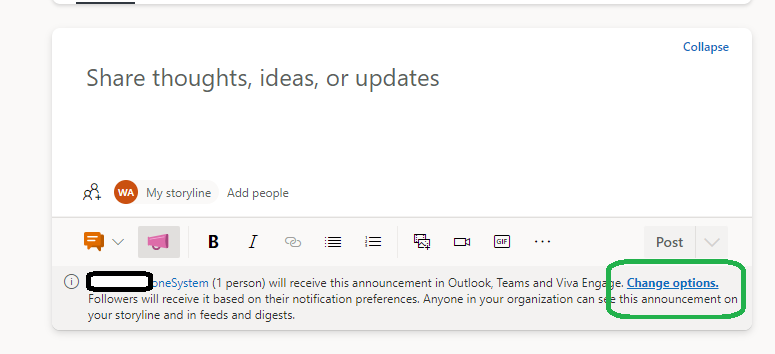 Collapse
Share thoughts, ideas, or updates
WA My storyline Add people
B I GIF Post
oneSystem (1 person) will receive this announcement in Outlook, Teams and Viva Engage. Change options.
Followers will receive it based on their notification preferences. Anyone in your organization can see this announcement on
your storyline and in feeds and digests.